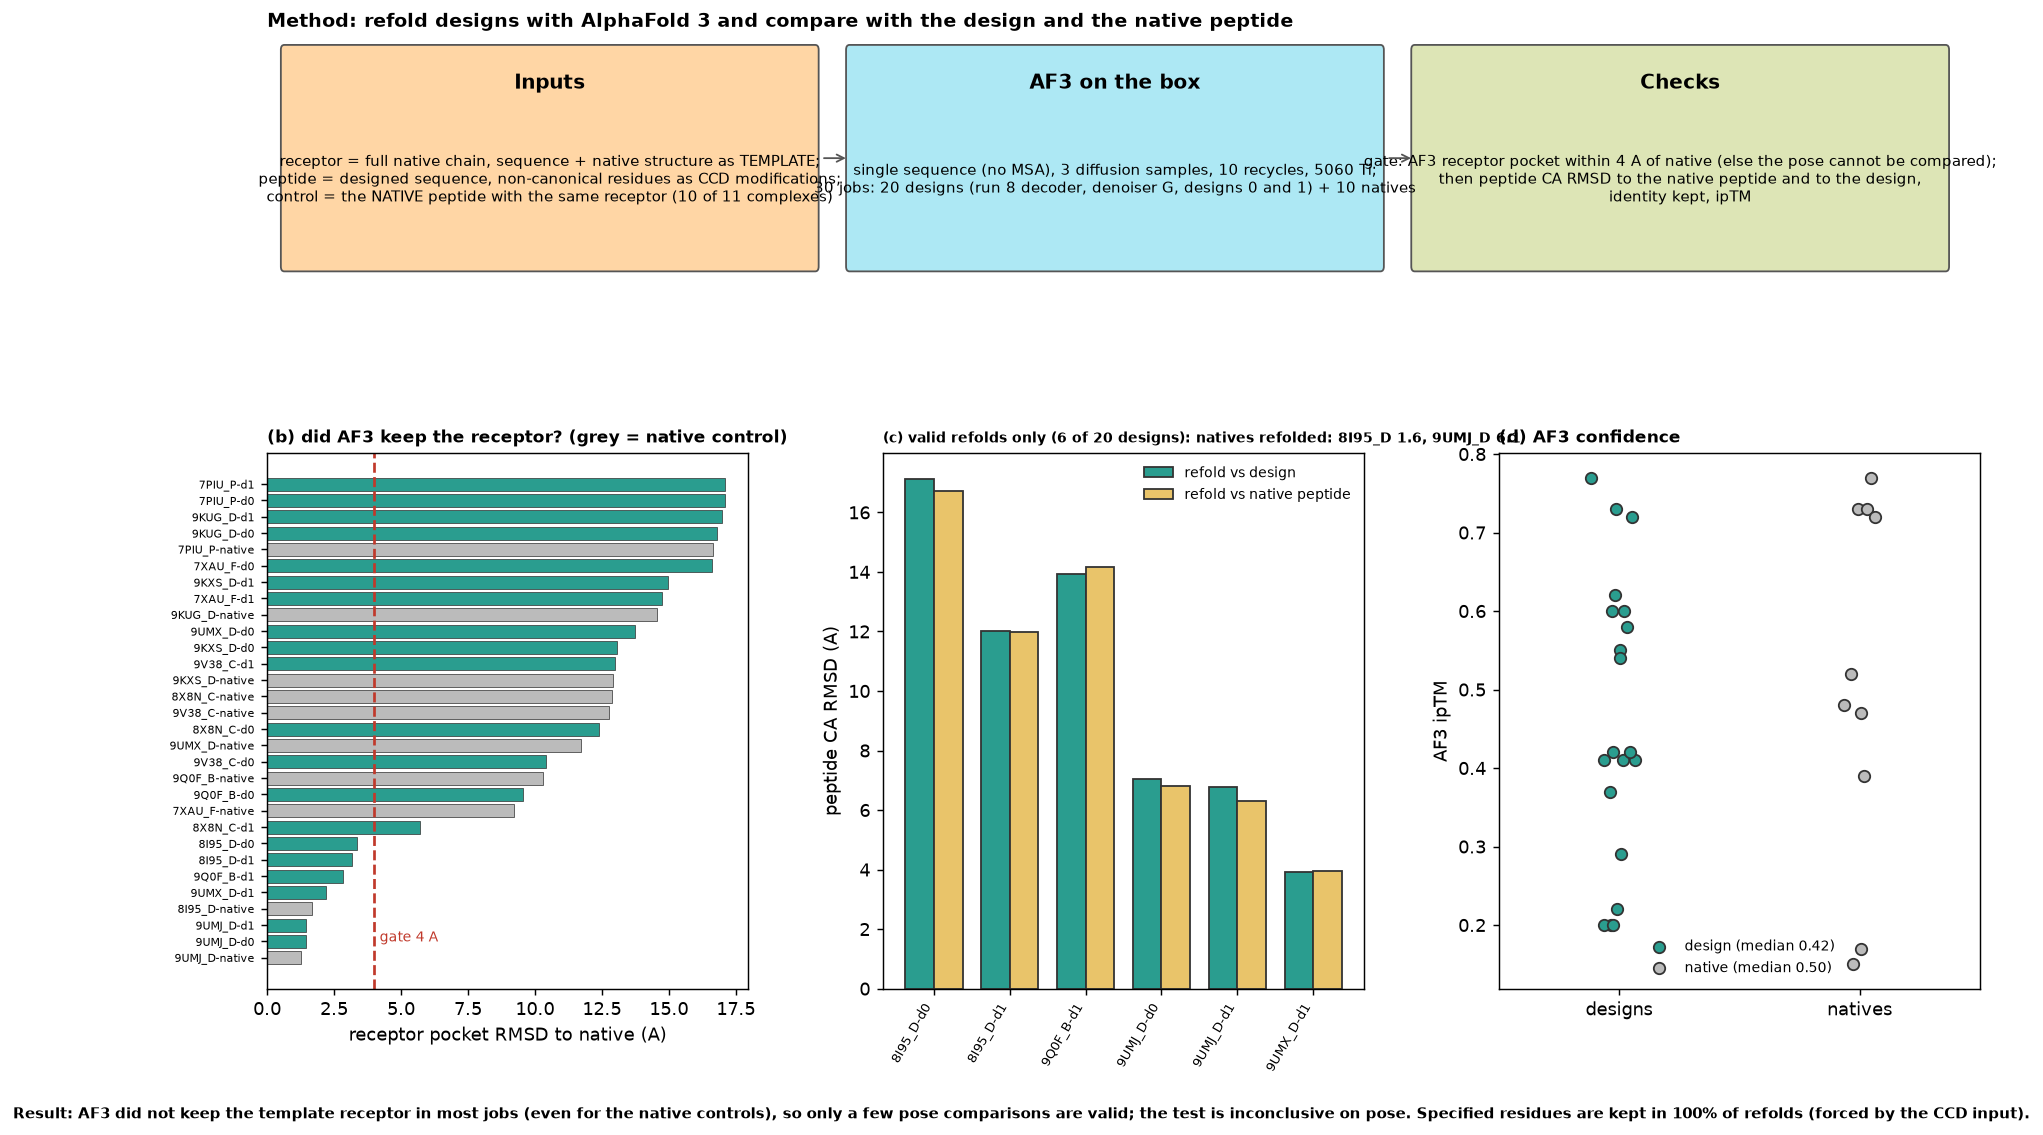 Method: refold designs with AlphaFold 3 and compare with the design and the native peptide
Inputs
receptor = full native chain, sequence + native structure as TEMPLATE;
peptide = designed sequence, non-canonical residues as CCD modifications;
control = the NATIVE peptide with the same receptor (10 of 11 complexes)
AF3 on the box
single sequence (no MSA), 3 diffusion samples, 10 recycles, 5060 Ti;
30 jobs: 20 designs (run 8 decoder, denoiser G, designs 0 and 1) + 10 natives
Checks
gate: AF3 receptor pocket within 4 A of native (else the pose cannot be compared);
then peptide CA RMSD to the native peptide and to the design,
identity kept, ipTM
(b) did AF3 keep the receptor? (grey = native control)
7PIU_P-d1
7PIU_P-d0
9KUG_D-d1
9KUG_D-d0
7PIU_P-native
7XAU_F-d0
9KXS_D-d1
7XAU_F-d1
9KUG_D-native
9UMX_D-d0
9KXS_D-d0
9V38_C-d1
9KXS_D-native
8X8N_C-native
9V38_C-native
8X8N_C-d0
9UMX_D-native
9V38_C-d0
9Q0F_B-native
9Q0F_B-d0
7XAU_F-native
8X8N_C-d1
8I95_D-d0
8I95_D-d1
9Q0F_B-d1
9UMX_D-d1
8I95_D-native
9UMJ_D-d1
9UMJ_D-d0
9UMJ_D-native
gate 4 A
0.0 2.5 5.0 7.5 10.0 12.5 15.0 17.5
receptor pocket RMSD to native (A)
(c) valid refolds only (6 of 20 designs): natives refolded: 8I95_D 1.6, 9UMJ_D 6.1
refold vs design
refold vs native peptide
peptide CA RMSD (A)
16
14
12
10
8
6
4
2
0
8I95_D-d0
8I95_D-d1
9Q0F_B-d1
9UMJ_D-d0
9UMJ_D-d1
9UMX_D-d1
(d) AF3 confidence
AF3 ipTM
0.8
0.7
0.6
0.5
0.4
0.3
0.2
design (median 0.42)
native (median 0.50)
designs natives
Result: AF3 did not keep the template receptor in most jobs (even for the native controls), so only a few pose comparisons are valid; the test is inconclusive on pose. Specified residues are kept in 100% of refolds (forced by the CCD input).